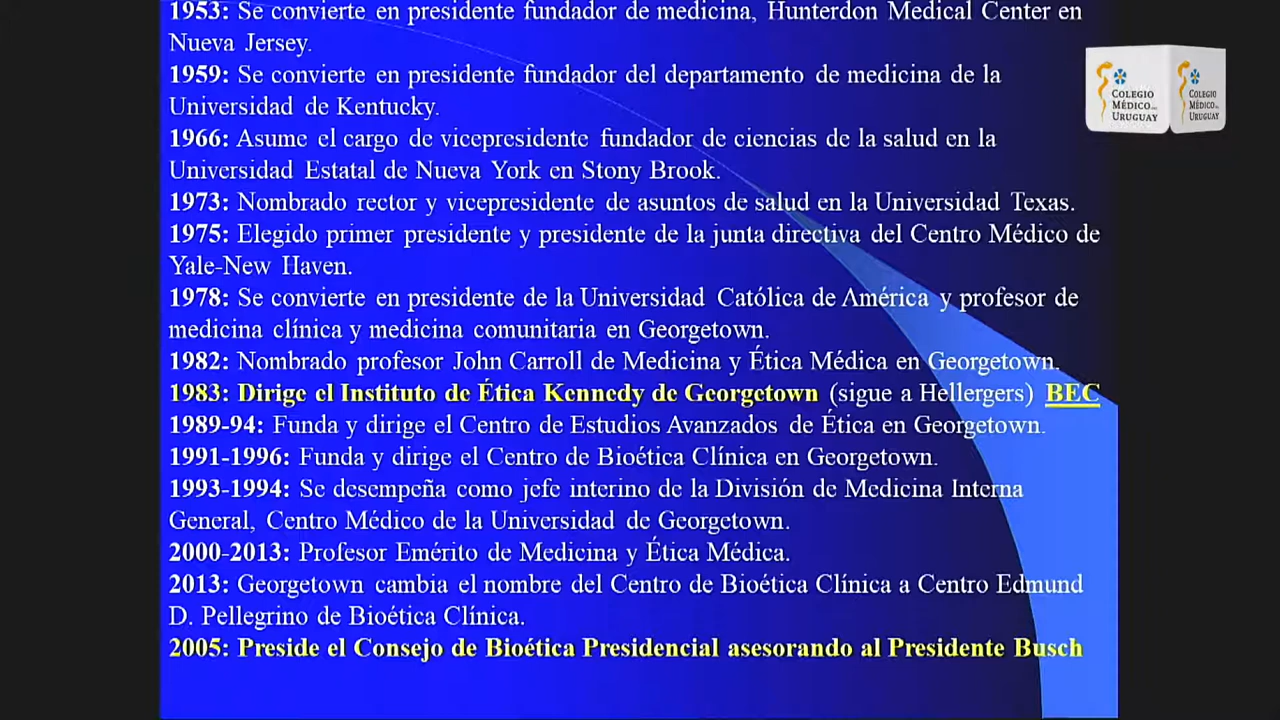 1953: Se convierte en presidente fundador de medicina, Hunterdon Medical Center en
Nueva Jersey.
1959: Se convierte en presidente fundador del departamento de medicina de la
Universidad de Kentucky.
1966: Asume el cargo de vicepresidente fundador de ciencias de la salud en la
Universidad Estatal de Nueva York en Stony Brook.
1973: Nombrado rector y vicepresidente de asuntos de salud en la Universidad Texas.
1975: Elegido primer presidente y presidente de la junta directiva del Centro Médico de
Yale-New Haven.
1978: Se convierte en presidente de la Universidad Católica de América y profesor de
medicina clínica y medicina comunitaria en Georgetown.
1982: Nombrado profesor John Carroll de Medicina y Ética Médica en Georgetown.
1983: Dirige el Instituto de Ética Kennedy de Georgetown (sigue a Hellergers) BEC
1989-94: Funda y dirige el Centro de Estudios Avanzados de Ética en Georgetown.
1991-1996: Funda y dirige el Centro de Bioética Clínica en Georgetown.
1993-1994: Se desempeña como jefe interino de la División de Medicina Interna
General, Centro Médico de la Universidad de Georgetown.
2000-2013: Profesor Emérito de Medicina y Ética Médica.
2013: Georgetown cambia el nombre del Centro de Bioética Clínica a Centro Edmund
D. Pellegrino de Bioética Clínica.
2005: Preside el Consejo de Bioética Presidencial asesorando al Presidente Busch
COLEGIO
MÉDICO DEL
URUGUAY
COLEGIO
MÉDICO DEL
URUGUAY